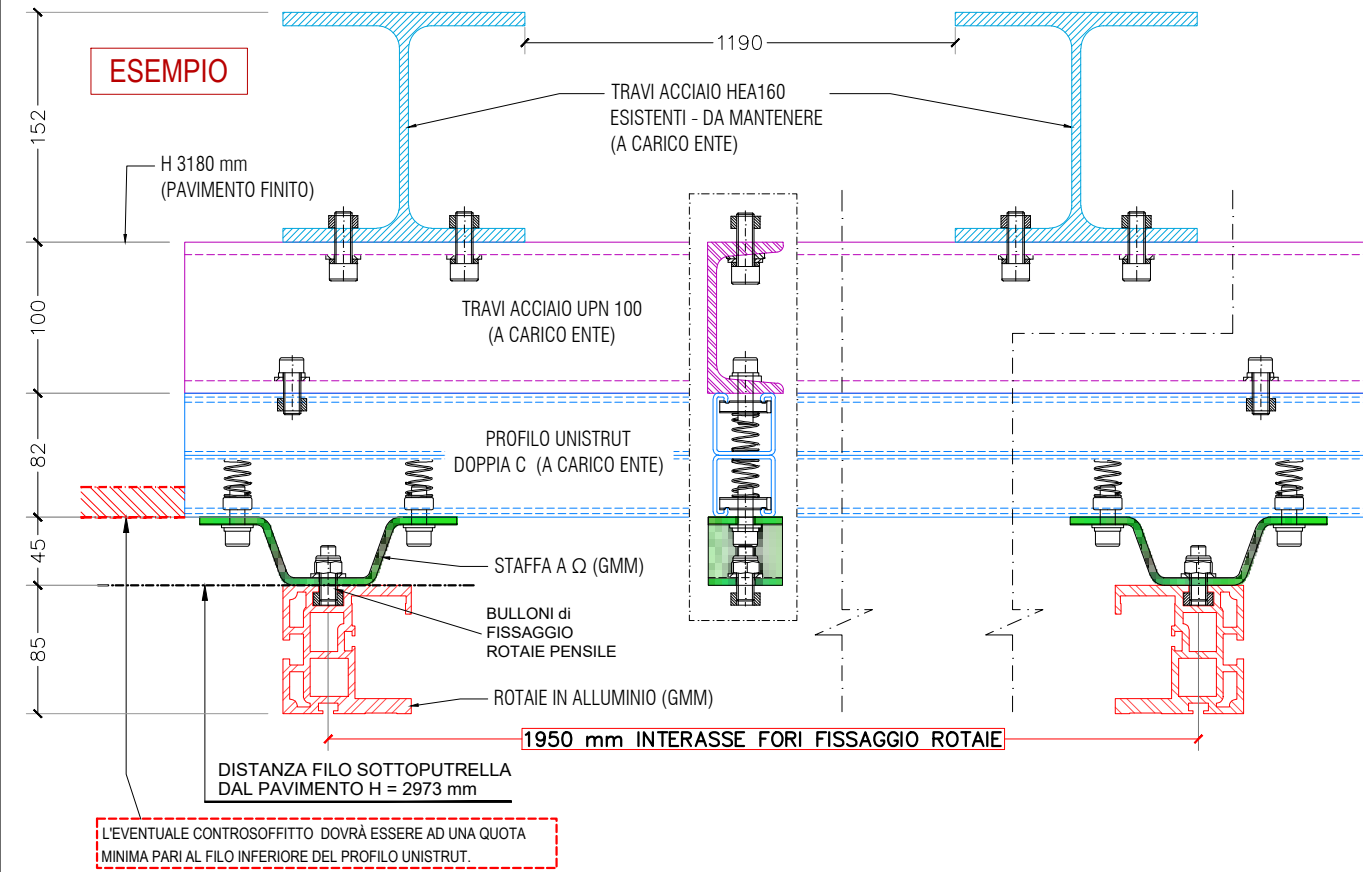 ESEMPIO
1190
TRAVI ACCIAIO HEA160
ESISTENTI - DA MANTENERE
(A CARICO ENTE)
152
H 3180 mm
(PAVIMENTO FINITO)
TRAVI ACCIAIO UPN 100
(A CARICO ENTE)
100
PROFILO UNISTRUT
DOPPIA C (A CARICO ENTE)
82
45
STAFFA A Ω (GMM)
BULLONI di
FISSAGGIO
ROTAIE PENSILE
85
ROTAIE IN ALLUMINIO (GMM)
1950 mm INTERASSE FORI FISSAGGIO ROTAIE
DISTANZA FILO SOTTOPUTRELLA
DAL PAVIMENTO H = 2973 mm
L'EVENTUALE CONTROSOFFITTO DOVRÀ ESSERE AD UNA QUOTA
MINIMA PARI AL FILO INFERIORE DEL PROFILO UNISTRUT.